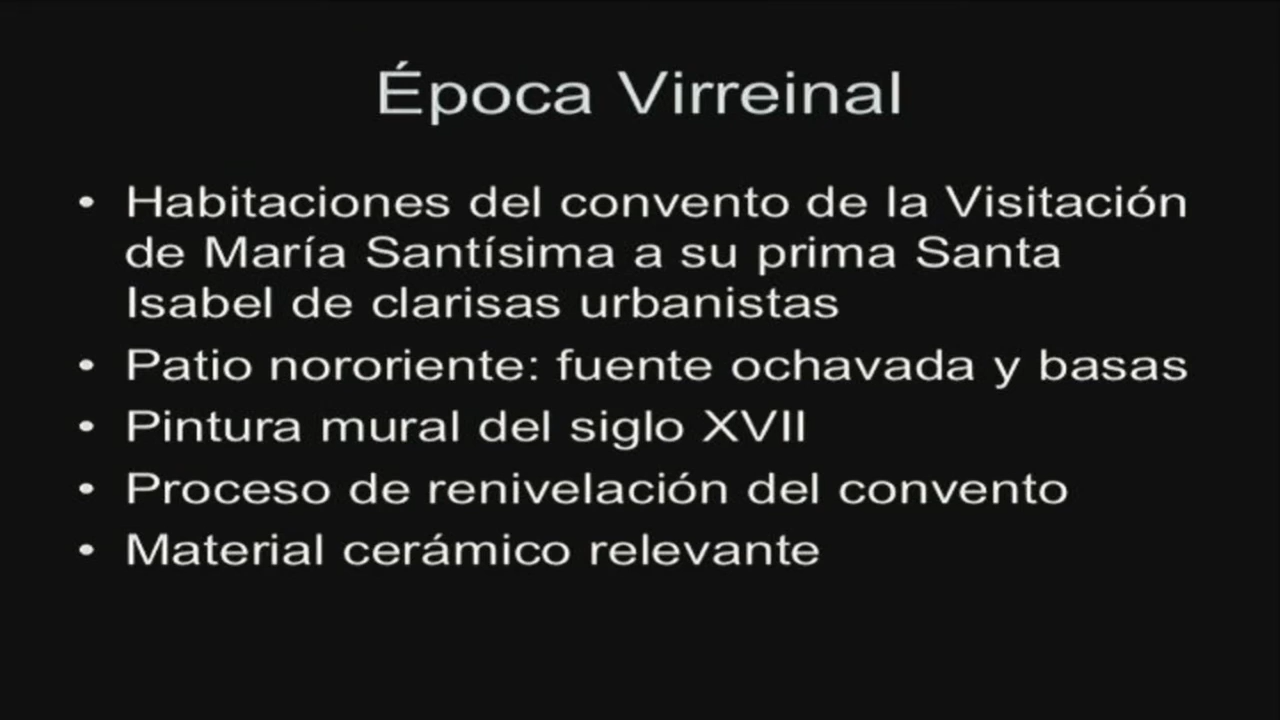 Época Virreinal
• Habitaciones del convento de la Visitación
de María Santísima a su prima Santa
Isabel de clarisas urbanistas
• Patio nororiente: fuente ochavada y basas
• Pintura mural del siglo XVII
• Proceso de renivelación del convento
• Material cerámico relevante